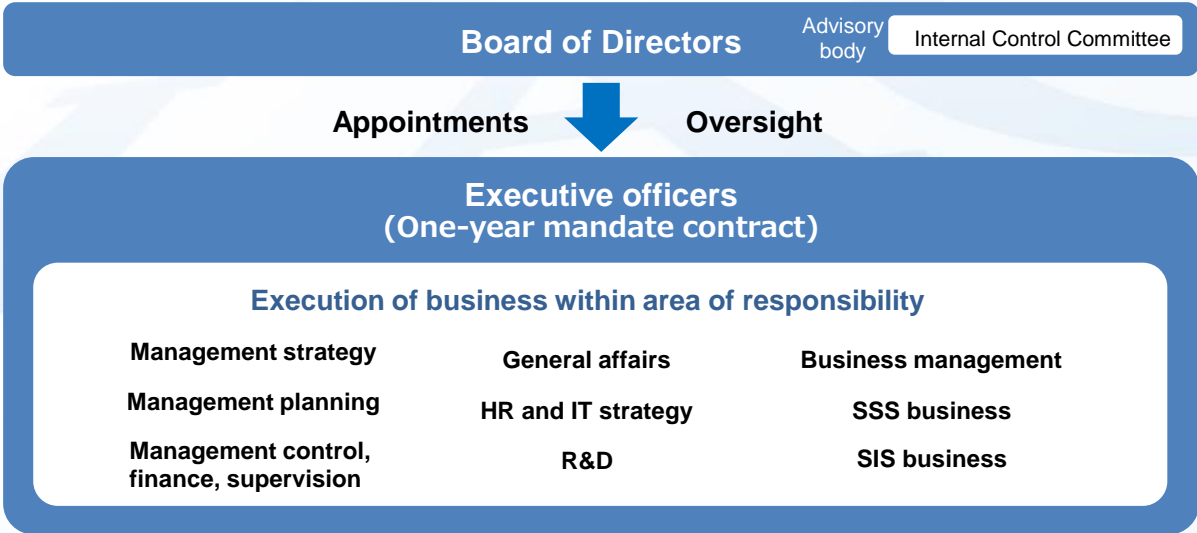 Board of Directors
Advisory
body
Internal Control Committee
Appointments
Oversight
Executive officers
(One-year mandate contract)
Execution of business within area of responsibility
Management strategy
General affairs
Business management
Management planning
HR and IT strategy
SSS business
Management control,
finance, supervision
R&D
SIS business